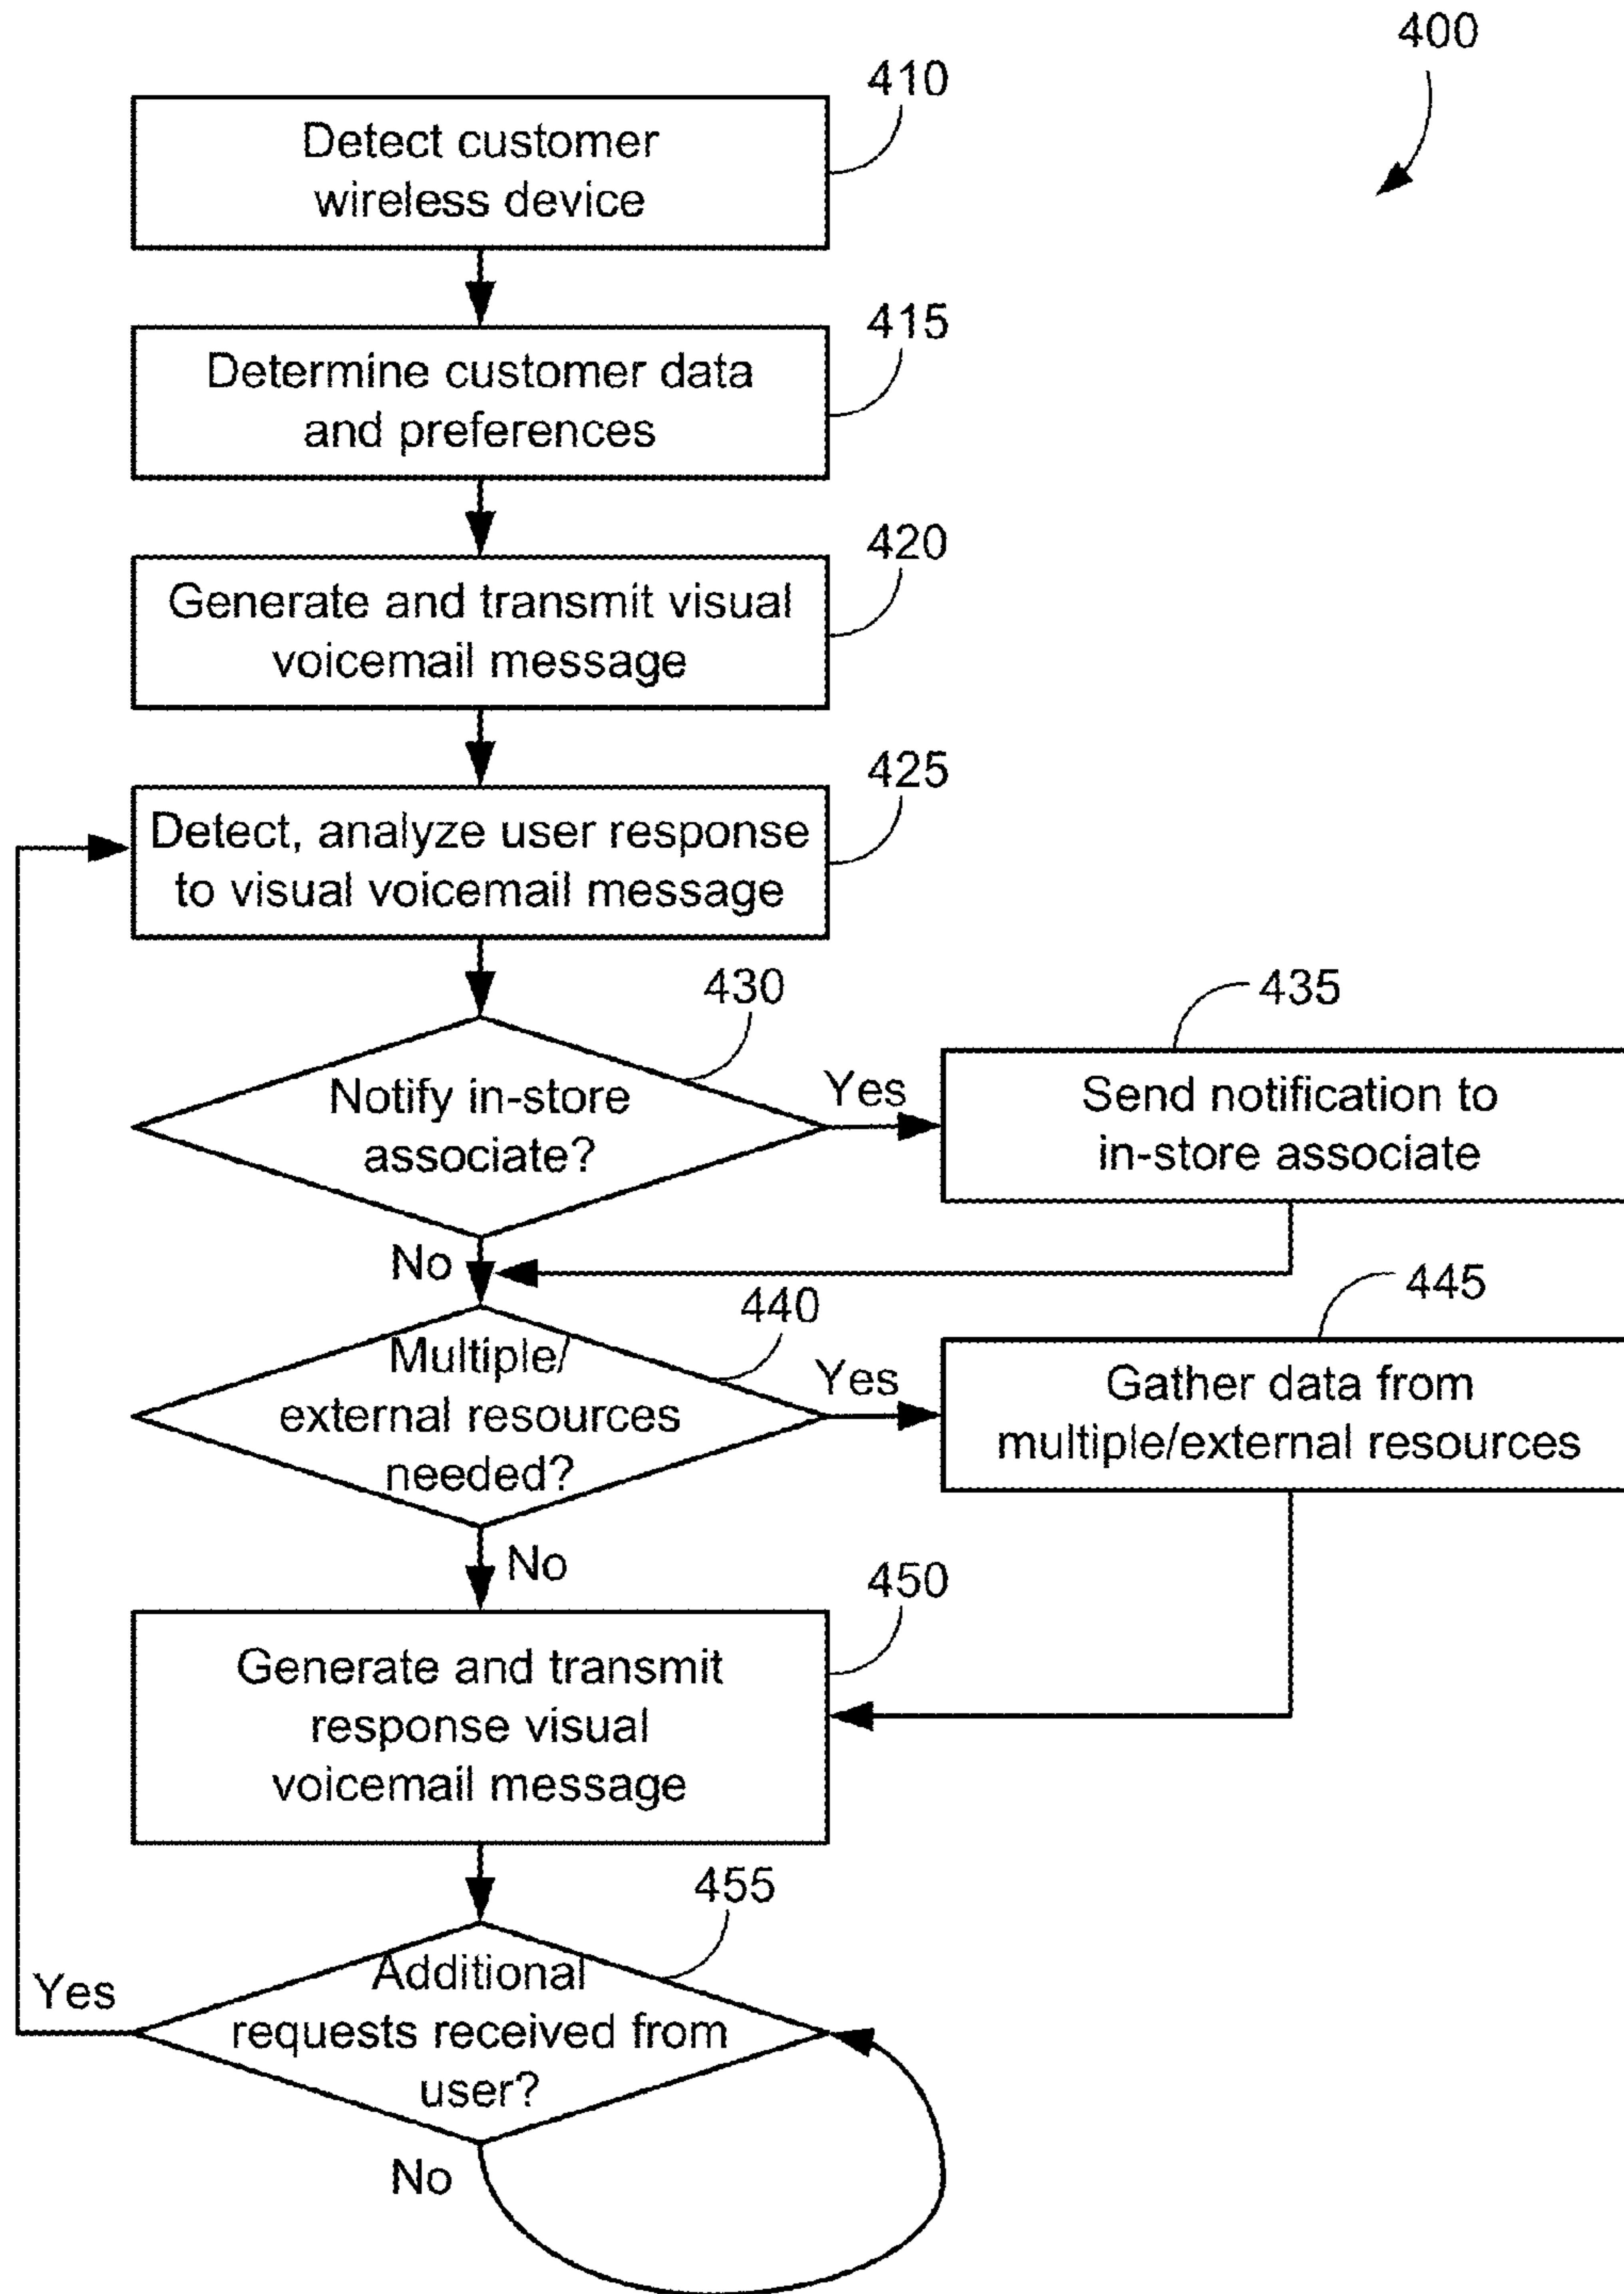 400
410
Detect customer
wireless device
415
Determine customer data
and preferences
420
Generate and transmit visual
voicemail message
425
Detect, analyze user response
to visual voicemail message
430
Notify in-store
associate?
Yes
435
Send notification to
in-store associate
No
440
Multiple/
external resources
needed?
Yes
445
Gather data from
multiple/external resources
No
450
Generate and transmit
response visual
voicemail message
455
Additional
requests received from
user?
Yes
No